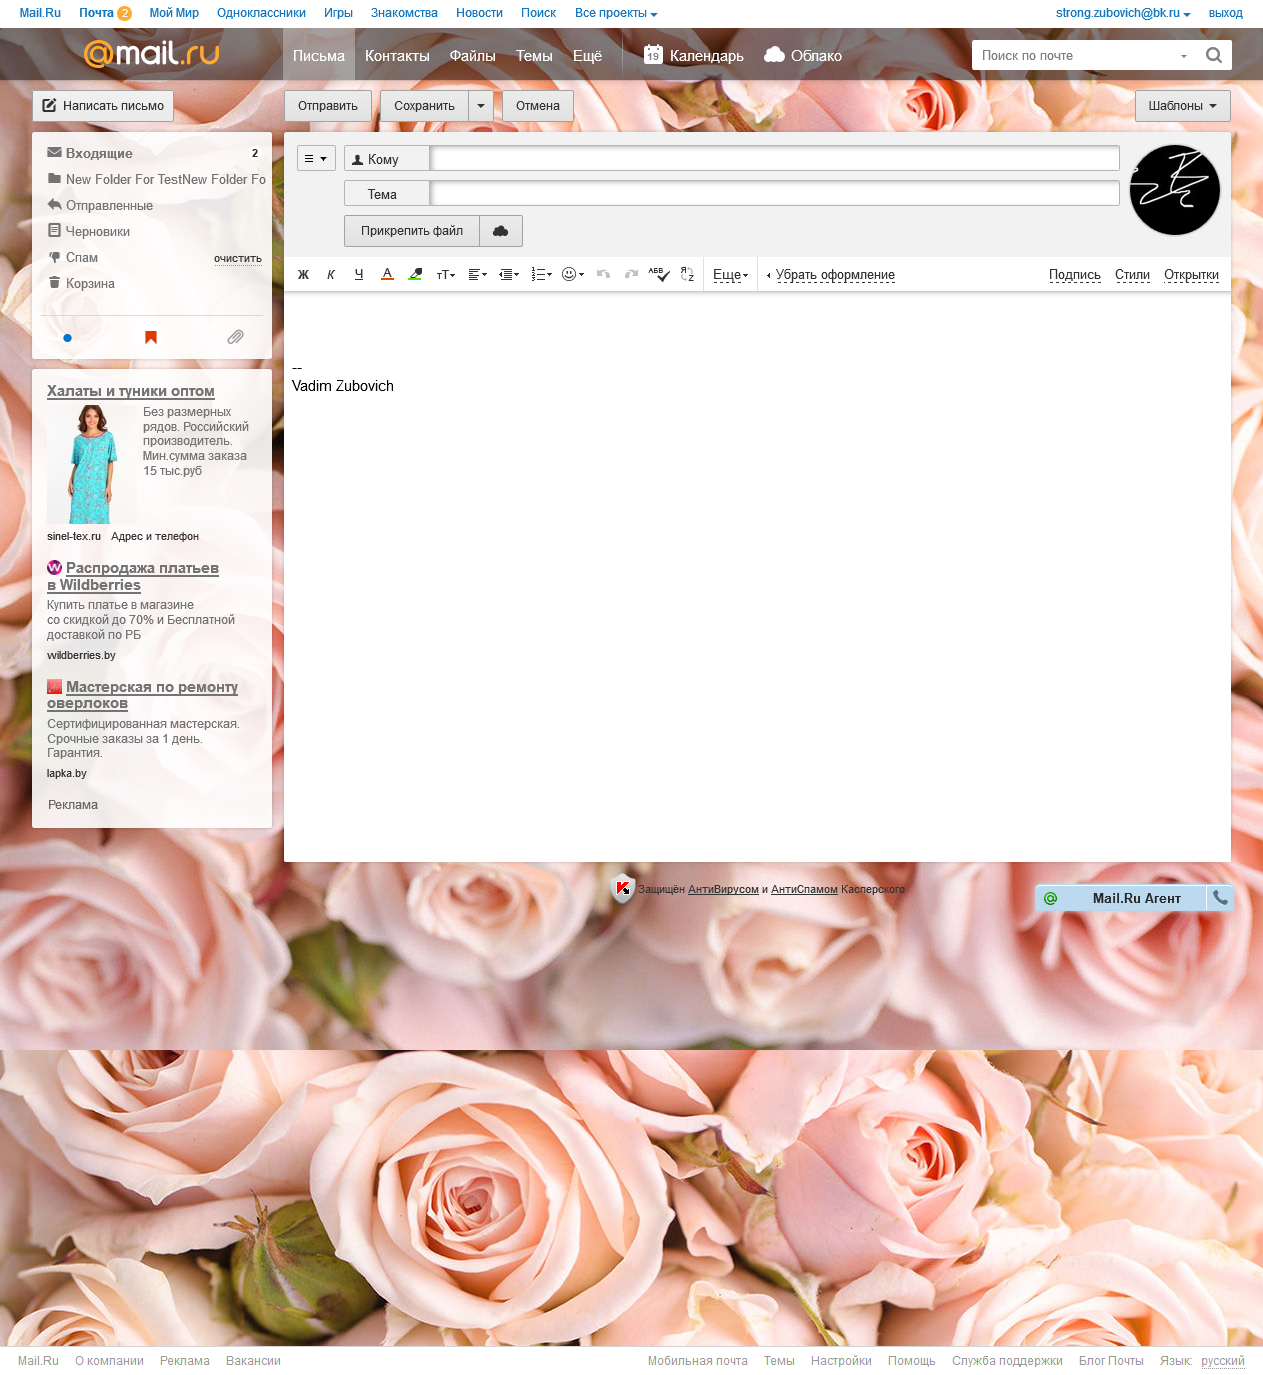 Mail.Ru Почта 2 Мой Мир Одноклассники Игры Знакомства Новости Поиск Все проекты strong.zubovich@bk.ru выход
@mail.ru Письма Контакты Файлы Темы Ещё 19 Календарь Облако Поиск по почте
Написать письмо Отправить Сохранить Отмена Шаблоны
Входящие 2
New Folder For TestNew Folder Fo
Отправленные
Черновики
Спам очистить
Корзина
Кому
Тема
Прикрепить файл
Ж К Ч А тТ АБВ Я Z Еще Убрать оформление Подпись Стили Открытки
--
Vadim Zubovich
Халаты и туники оптом
Без размерных
рядов. Российский
производитель.
Мин.сумма заказа
15 тыс.руб
sinel-tex.ru Адрес и телефон
Распродажа платьев
в Wildberries
Купить платье в магазине
со скидкой до 70% и Бесплатной
доставкой по РБ
wildberries.by
Мастерская по ремонту
оверлоков
Сертифицированная мастерская.
Срочные заказы за 1 день.
Гарантия.
lapka.by
Реклама
Защищён АнтиВирусом и АнтиСпамом Касперского
Mail.Ru Агент
Mail.Ru О компании Реклама Вакансии Мобильная почта Темы Настройки Помощь Служба поддержки Блог Почты Язык: русский